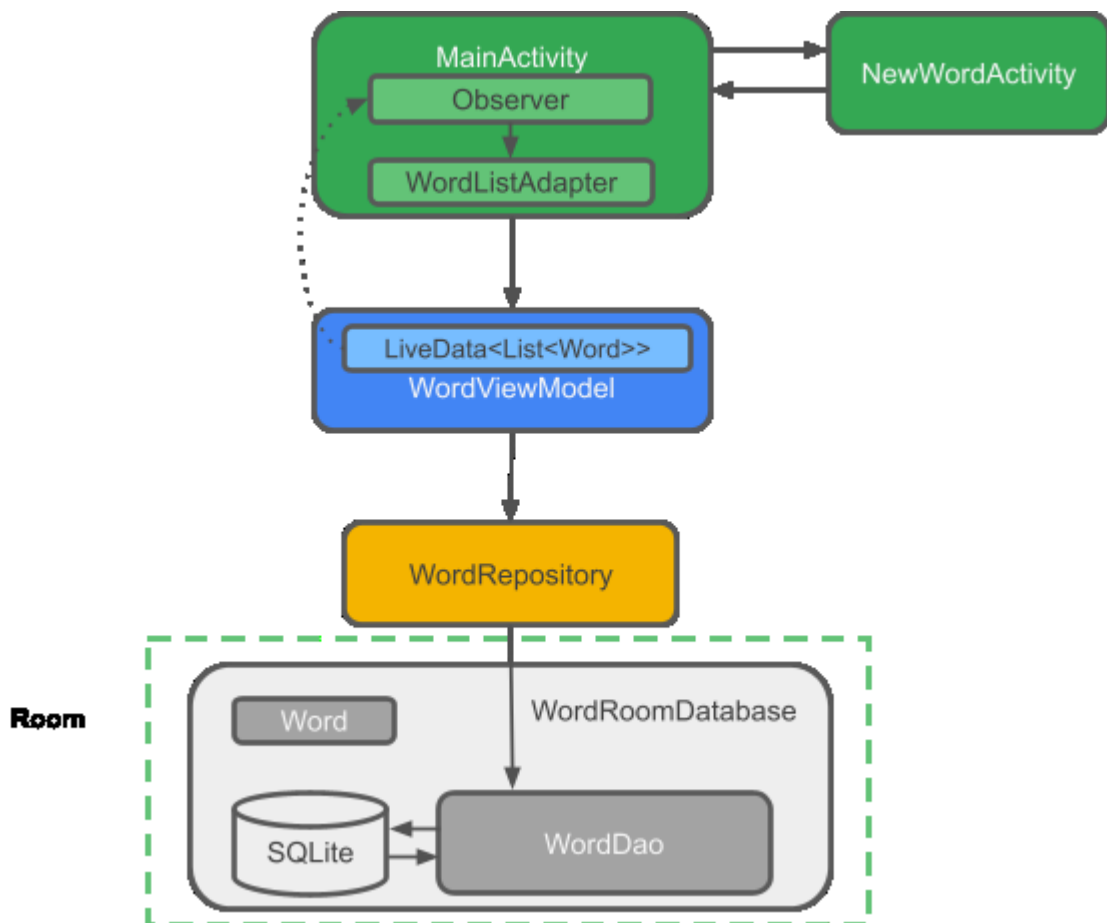 MainActivity
NewWordActivity
Observer
WordListAdapter
LiveData<List<Word>>
WordViewModel
WordRepository
Room
Word
WordRoomDatabase
SQLite
WordDao